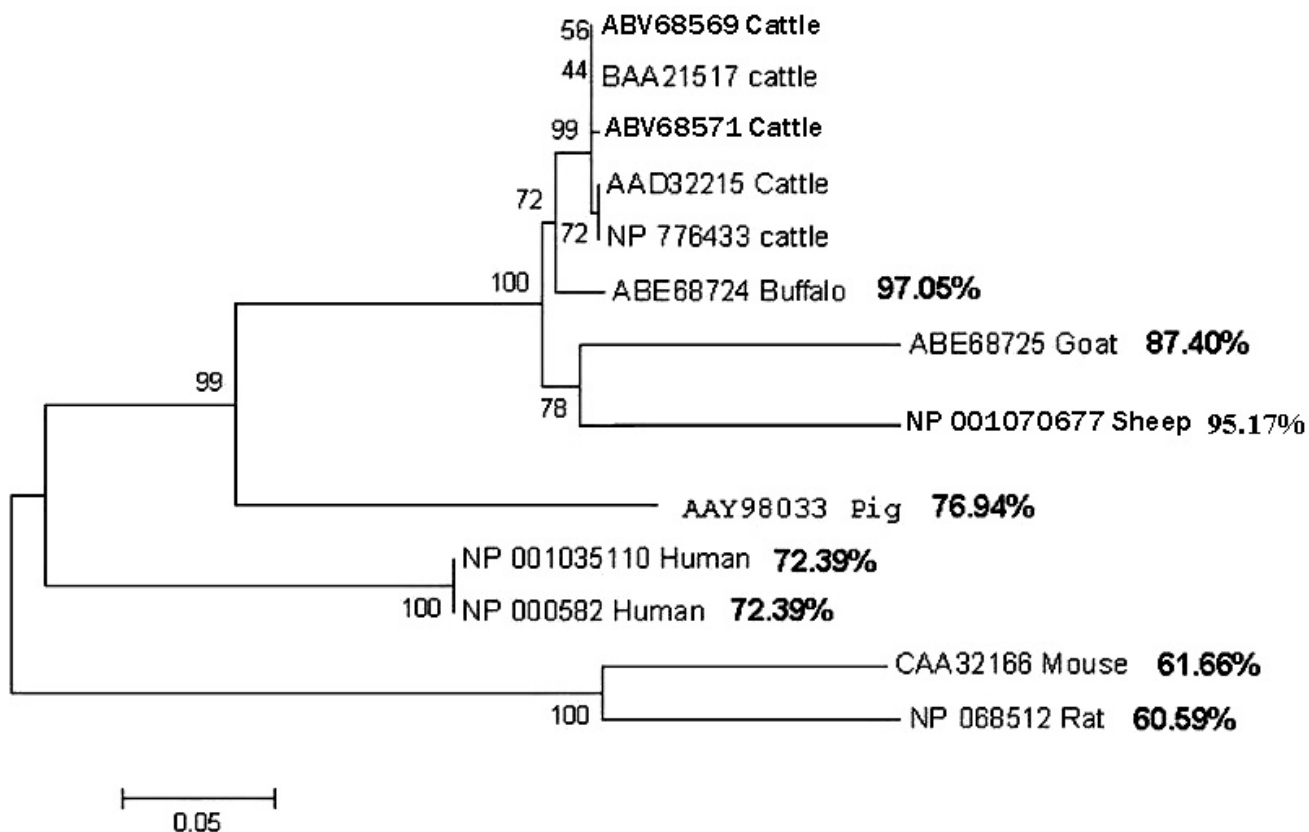 56
ABV68569 Cattle
44
BAA21517 cattle
99
ABV68571 Cattle
AAD32215 Cattle
72
72
NP 776433 cattle
100
ABE68724 Buffalo 97.05%
ABE68725 Goat 87.40%
99
78
NP 001070677 Sheep 95.17%
AAY98033 Pig 76.94%
NP 001035110 Human 72.39%
100
NP 000582 Human 72.39%
CAA32166 Mouse 61.66%
100
NP 068512 Rat 60.59%
0.05